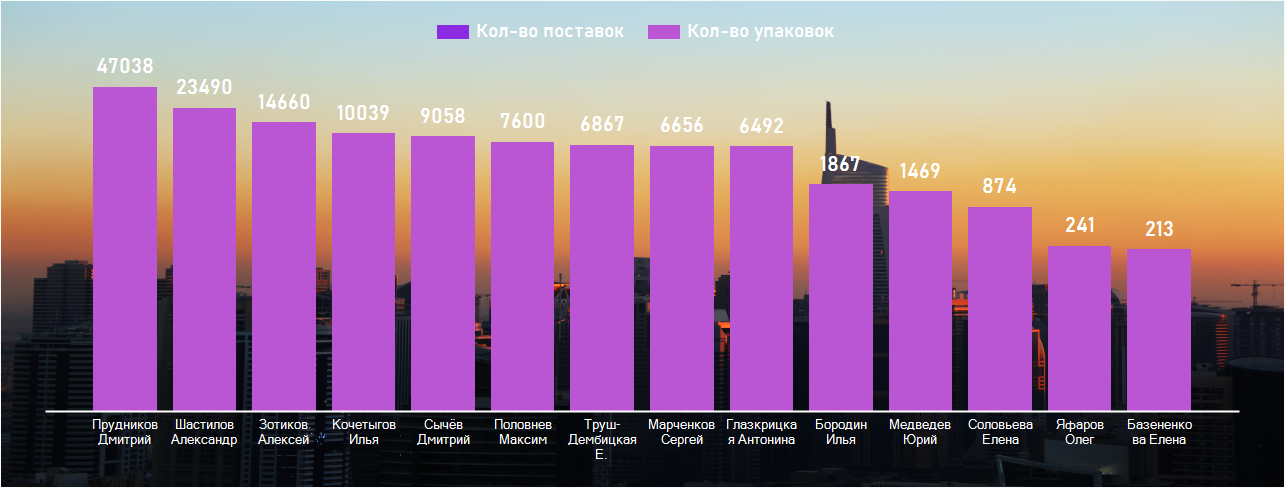 Кол-во поставок Кол-во упаковок
47038 23490 14660 10039 9058 7600 6867 6656 6492 1867 1469 874 241 213
Прудников Шастилов Зотиков Кочетыгов Сычёв Половнев Труш- Марченков Глазкрицка Бородин Медведев Соловьева Яфаров Базененко
Дмитрий Александр Алексей Илья Дмитрий Максим Дембицкая Сергей я Антонина Илья Юрий Елена Олег ва Елена
Е.